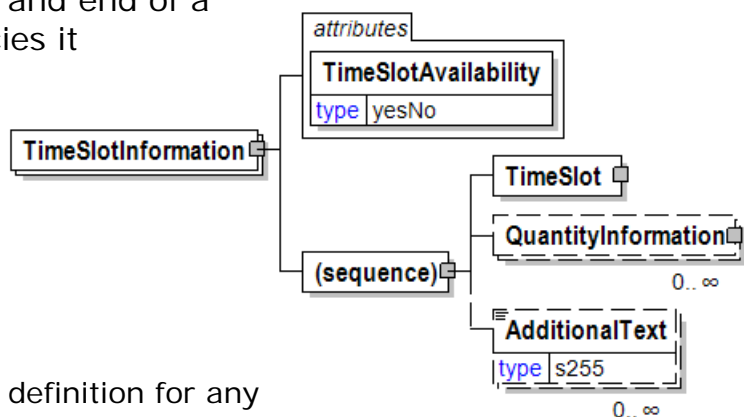 and end of a
cies it
attributes
TimeSlotAvailability
type yesNo
TimeSlotInformation
TimeSlot
QuantityInformation
0.. ∞
(sequence)
AdditionalText
type s255
0.. ∞
definition for any